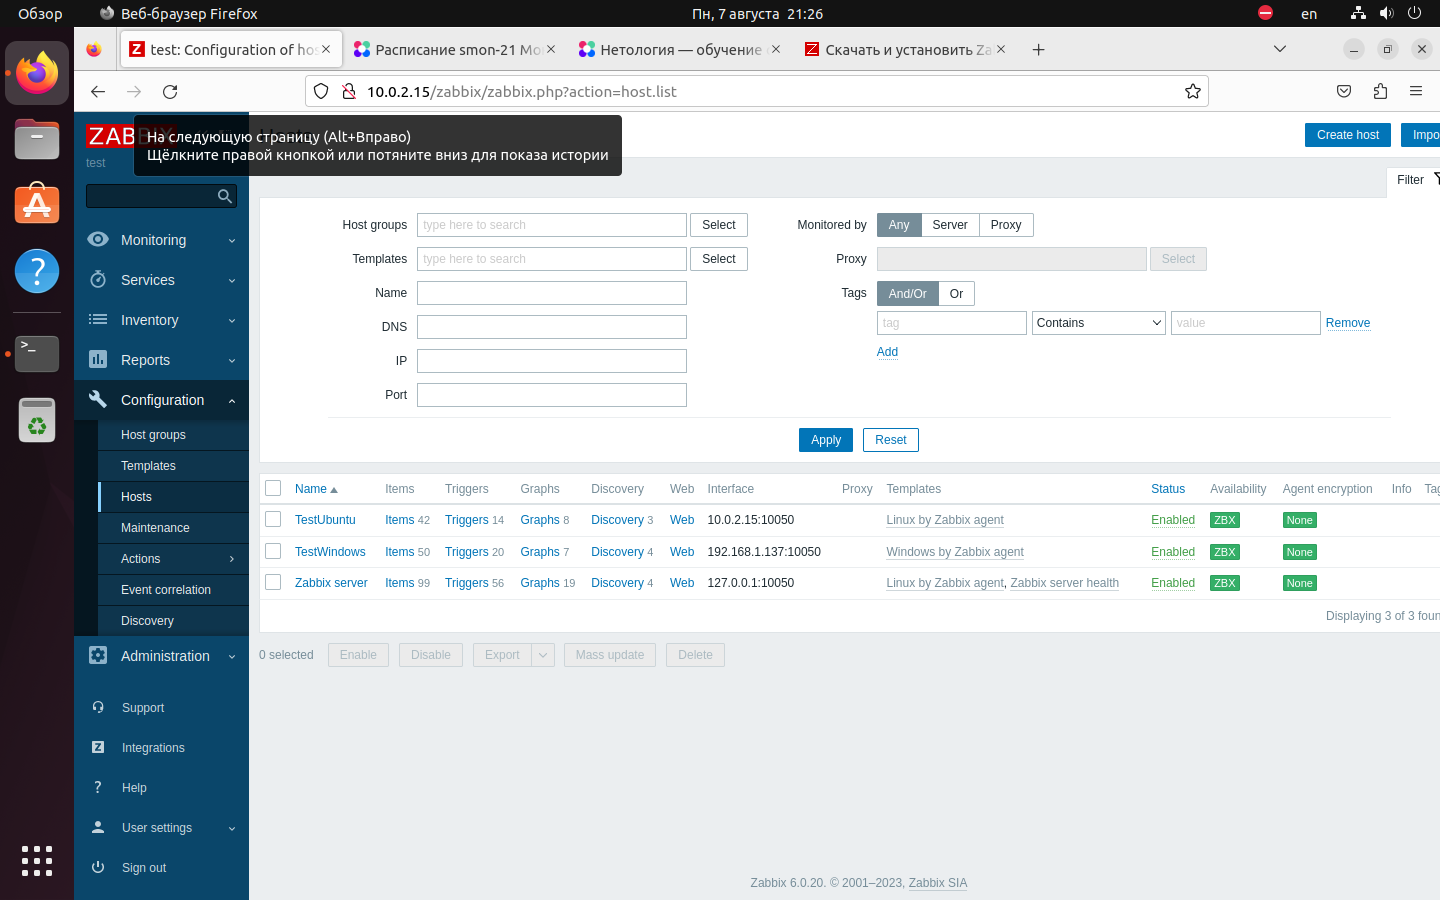 Обзор Веб-браузер Firefox Пн, 7 августа 21:26 en
test: Configuration of hos Расписание smon-21 Мо Нетология — обучение Скачать и установить Za
10.0.2.15/zabbix/zabbix.php?action=host.list
ZABBIX
На следующую страницу (Alt+Вправо)
Щёлкните правой кнопкой или потяните вниз для показа истории
Create host Impo
test
Filter
Monitoring
Services
Inventory
Reports
Configuration
Host groups
Templates
Hosts
Maintenance
Actions
Event correlation
Discovery
Administration
Support
Integrations
Help
User settings
Sign out
Host groups type here to search Select Monitored by Any Server Proxy
Templates type here to search Select Proxy Select
Name Tags And/Or Or
DNS tag Contains value Remove
IP Add
Port
Apply Reset
Name Items Triggers Graphs Discovery Web Interface Proxy Templates Status Availability Agent encryption Info Tag
TestUbuntu Items 42 Triggers 14 Graphs 8 Discovery 3 Web 10.0.2.15:10050 Linux by Zabbix agent Enabled ZBX None
TestWindows Items 50 Triggers 20 Graphs 7 Discovery 4 Web 192.168.1.137:10050 Windows by Zabbix agent Enabled ZBX None
Zabbix server Items 99 Triggers 56 Graphs 19 Discovery 4 Web 127.0.0.1:10050 Linux by Zabbix agent, Zabbix server health Enabled ZBX None
Displaying 3 of 3 foun
0 selected Enable Disable Export Mass update Delete
Zabbix 6.0.20. © 2001–2023, Zabbix SIA